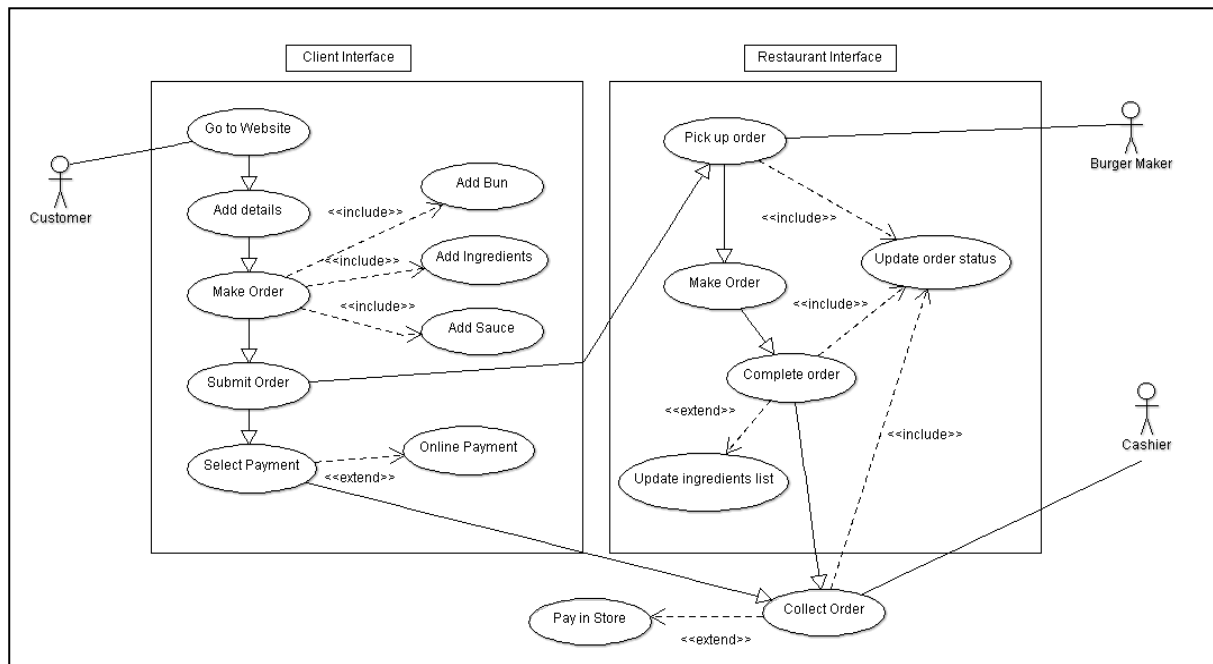 Client Interface
Restaurant Interface
Go to Website
Pick up order
Burger Maker
Customer
Add Bun
Add details
<<include>>
<<include>>
Update order status
<<include>>
Add Ingredients
Make Order
Make Order
<<include>>
<<include>>
Add Sauce
Submit Order
Complete order
<<extend>>
<<include>>
Cashier
Online Payment
Select Payment
<<extend>>
Update ingredients list
Pay in Store
Collect Order
<<extend>>